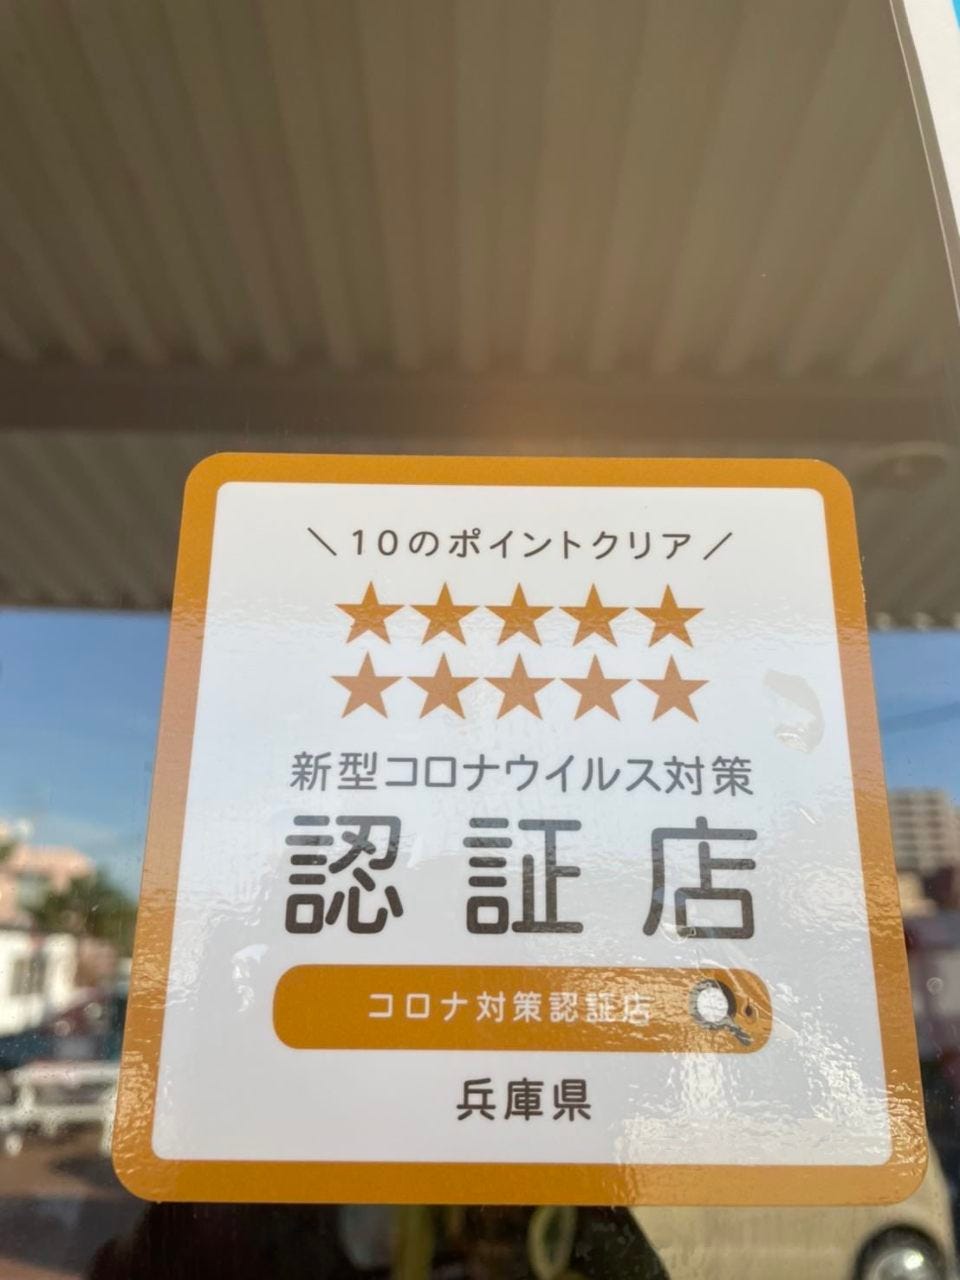 \ 10のポイントクリア /
★★★★★
★★★★★
新型コロナウイルス対策
認証店
コロナ対策認証店
兵庫県